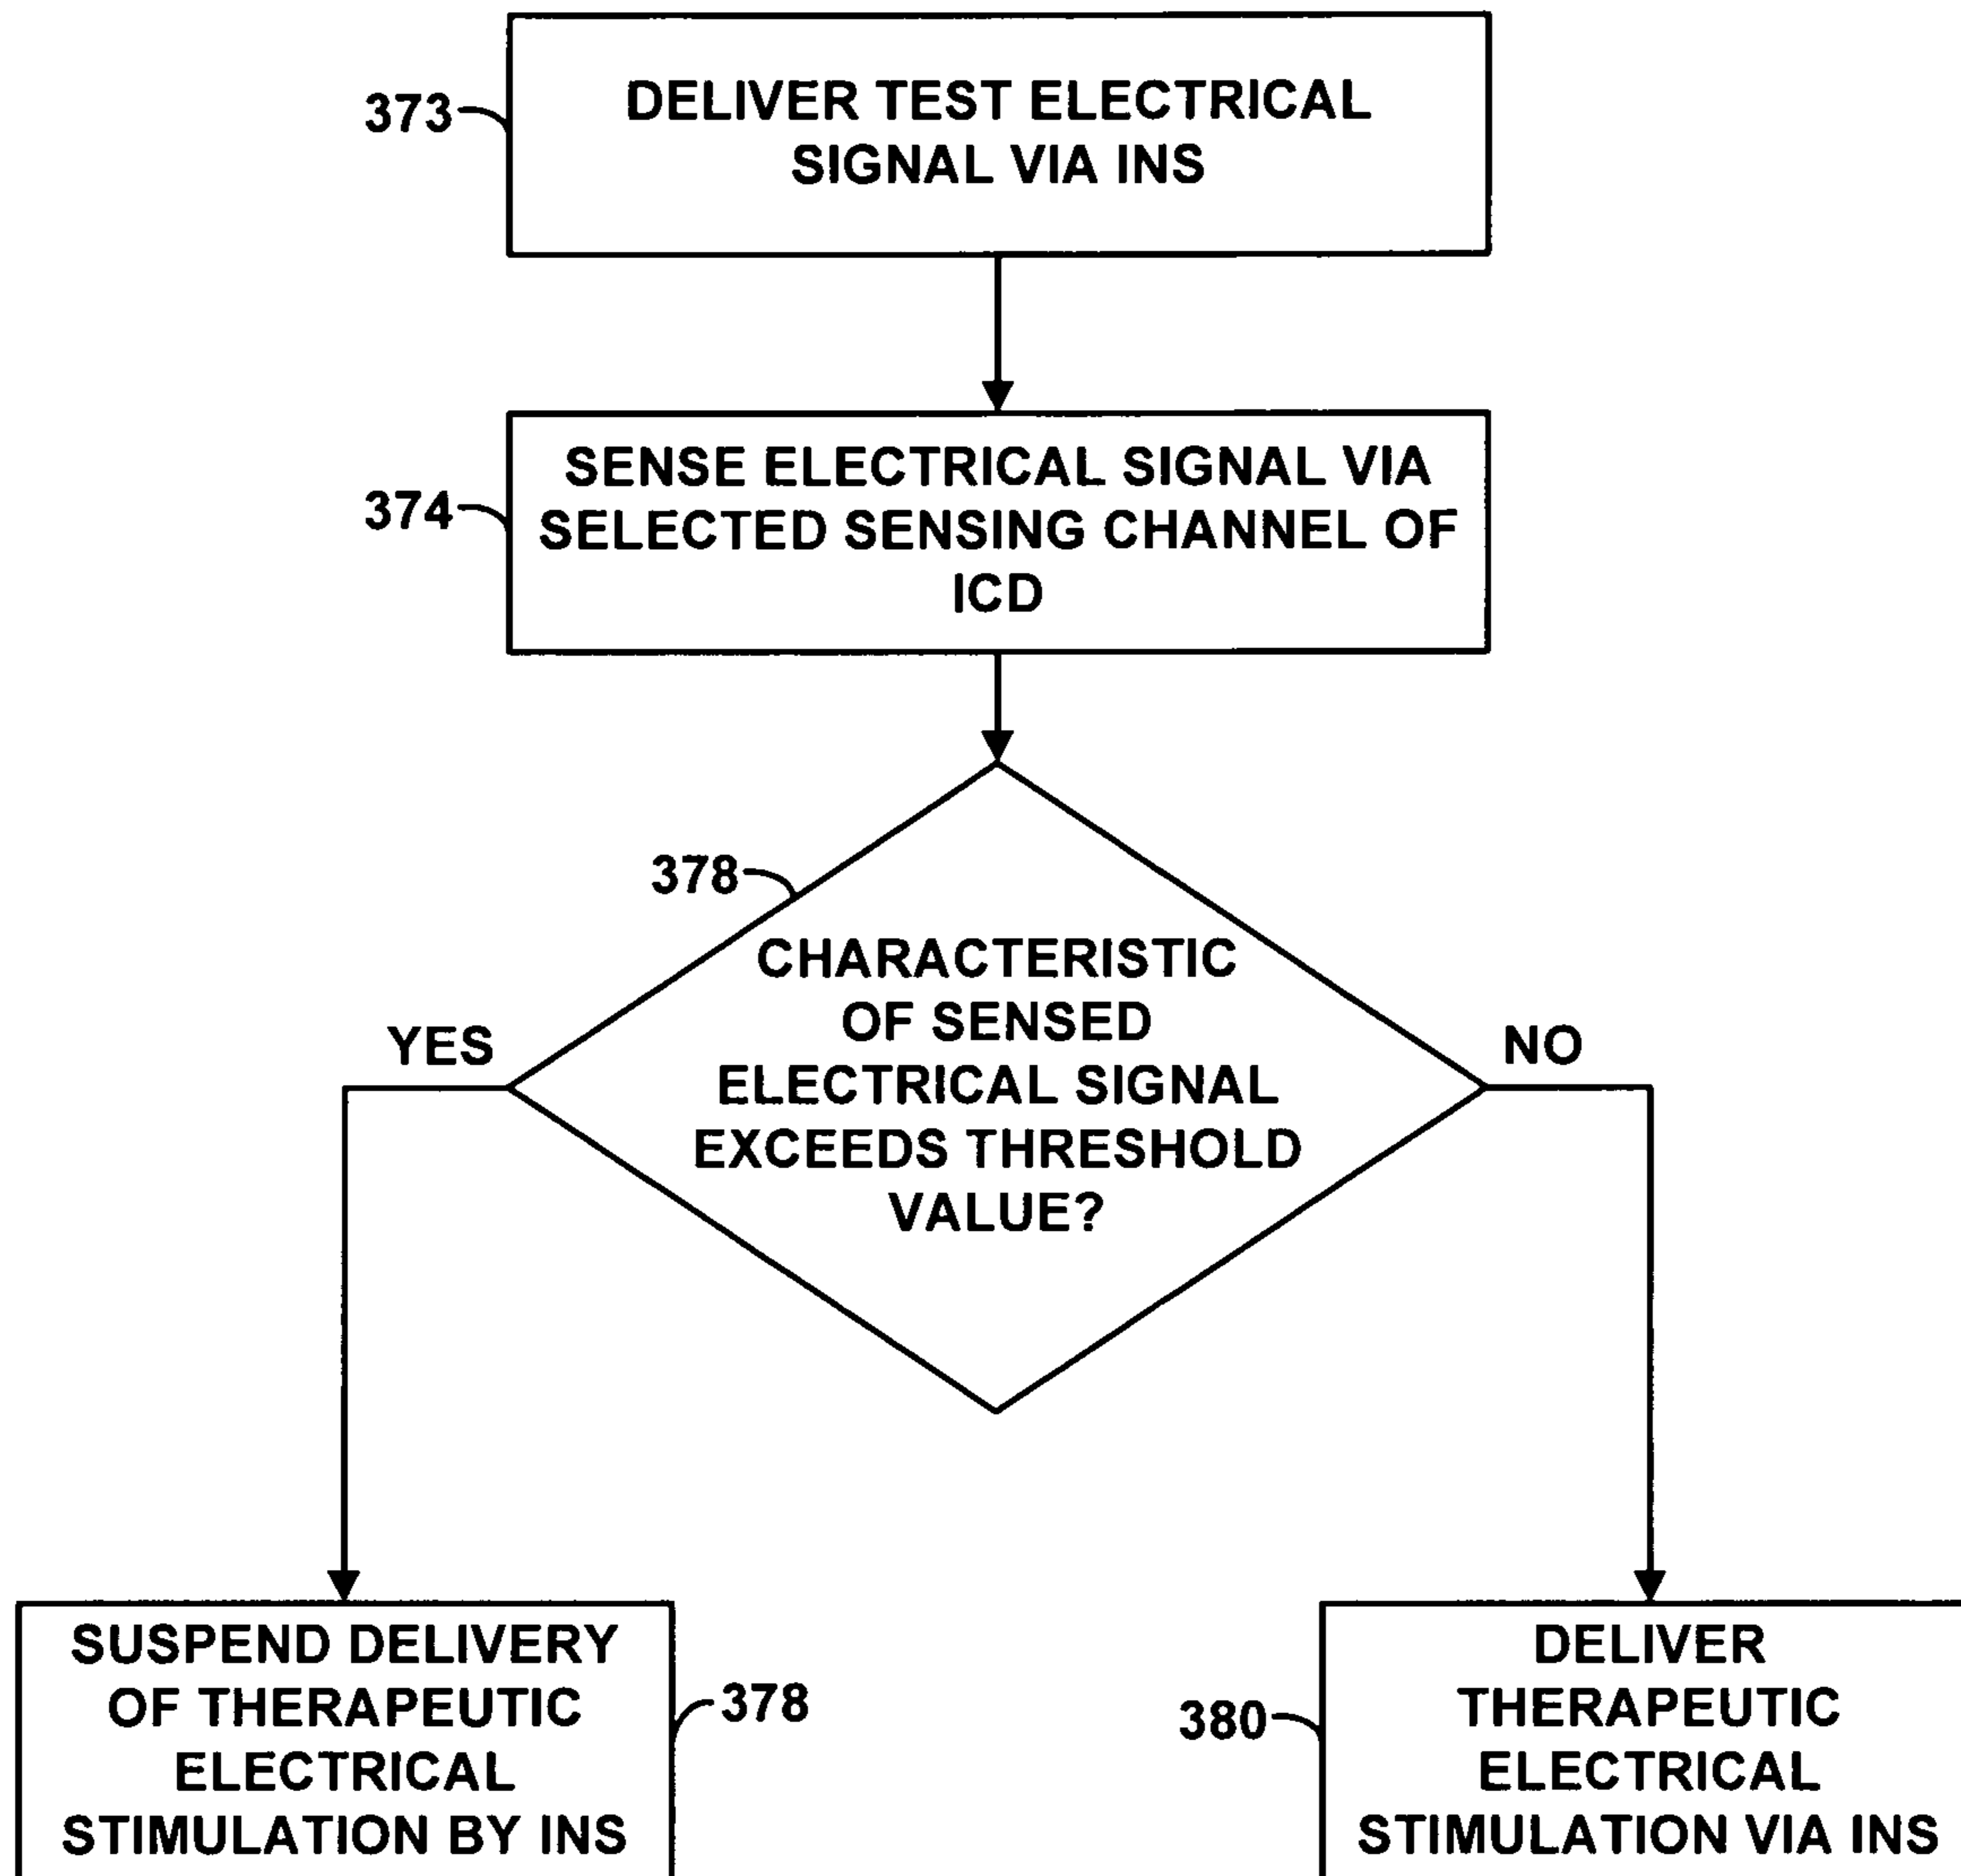 373
DELIVER TEST ELECTRICAL
SIGNAL VIA INS
374
SENSE ELECTRICAL SIGNAL VIA
SELECTED SENSING CHANNEL OF
ICD
378
CHARACTERISTIC
OF SENSED
ELECTRICAL SIGNAL
EXCEEDS THRESHOLD
VALUE?
YES
NO
SUSPEND DELIVERY
OF THERAPEUTIC
ELECTRICAL
STIMULATION BY INS
378
380
DELIVER
THERAPEUTIC
ELECTRICAL
STIMULATION VIA INS